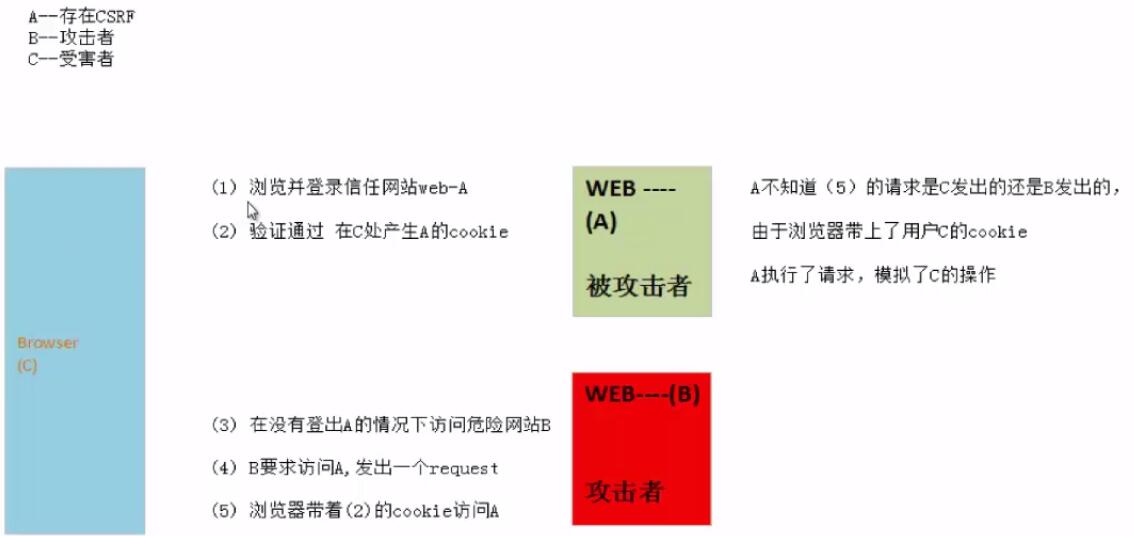 A--存在CSRF
B--攻击者
C--受害者
(1) 浏览并登录信任网站web-A
(2) 验证通过 在C处产生A的cookie
WEB ----
(A)
被攻击者
A不知道（5）的请求是C发出的还是B发出的，
由于浏览器带上了用户C的cookie
A执行了请求，模拟了C的操作
Browser
(C)
(3) 在没有登出A的情况下访问危险网站B
(4) B要求访问A,发出一个request
(5) 浏览器带着(2)的cookie访问A
WEB----(B)
攻击者